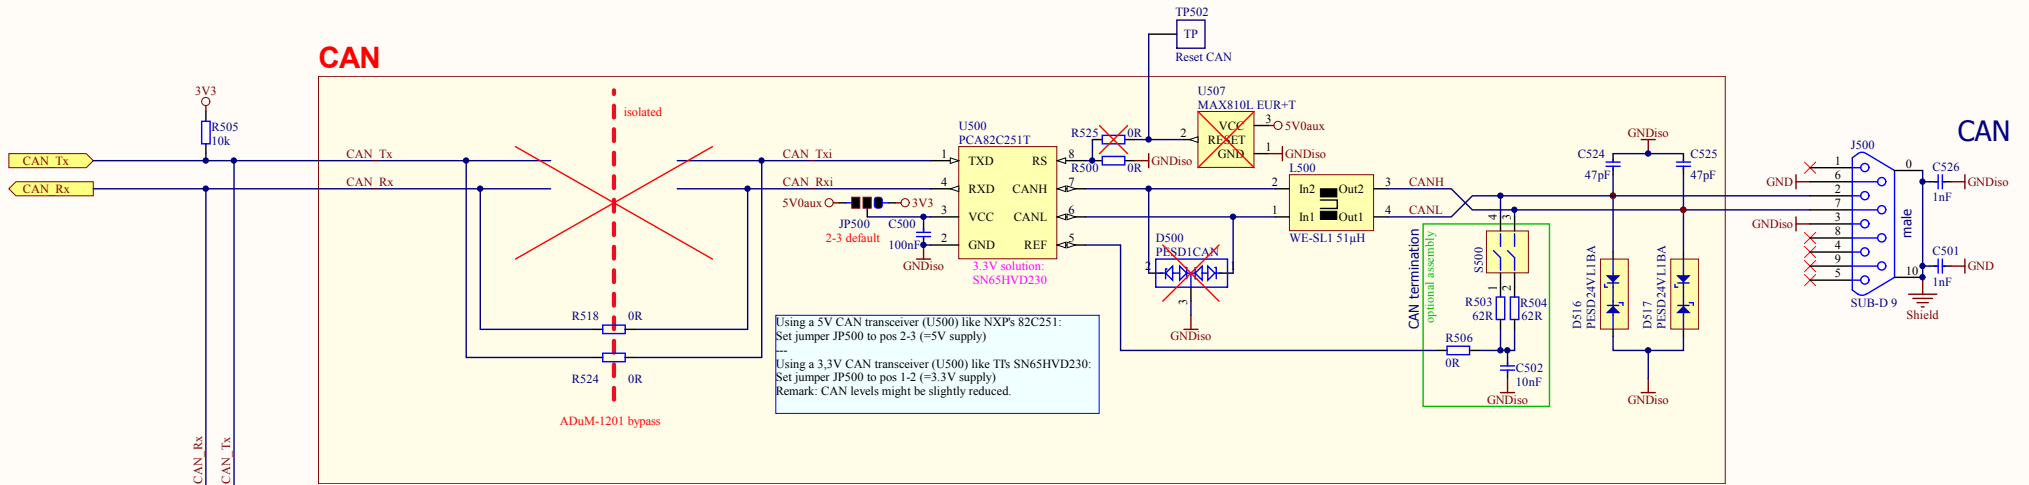 CAN
TP502
TP
Reset CAN
3V3
R505
10k
isolated
U507
MAX810L EUR+T
VCC
3
5V0aux
2
RESET
GND
1
GNDiso
U500
PCA82C251T
R525
0R
R500
0R
GNDiso
CAN_Tx
CAN_Tx
CAN_Txi
1
TXD
RS
8
CAN_Rx
CAN_Rx
CAN_Rxi
4
RXD
CANH
7
3
VCC
CANL
6
2
GND
REF
5
5V0aux
3V3
JP500
2-3 default
C500
100nF
GNDiso
3.3V solution:
SN65HVD230
L500
2
In2
Out2
3
CANH
1
In1
Out1
4
CANL
WE-SL1 51µH
D500
PESD1CAN
2
1
3
GNDiso
R518
0R
R524
0R
ADuM-1201 bypass
Using a 5V CAN transceiver (U500) like NXP's 82C251:
Set jumper JP500 to pos 2-3 (=5V supply)
---
Using a 3,3V CAN transceiver (U500) like TI's SN65HVD230:
Set jumper JP500 to pos 1-2 (=3.3V supply)
Remark: CAN levels might be slightly reduced.
CAN termination
optional assembly
4
3
S500
1
2
R503
62R
R504
62R
R506
0R
C502
10nF
GNDiso
GNDiso
C524
47pF
C525
47pF
D516
PESD24VL1BA
D517
PESD24VL1BA
GNDiso
CAN
J500
1
6
2
7
3
8
4
9
5
0
10
male
GND
GNDiso
SUB-D 9
C526
1nF
GNDiso
C501
1nF
GND
Shield
CAN_Rx
CAN_Tx